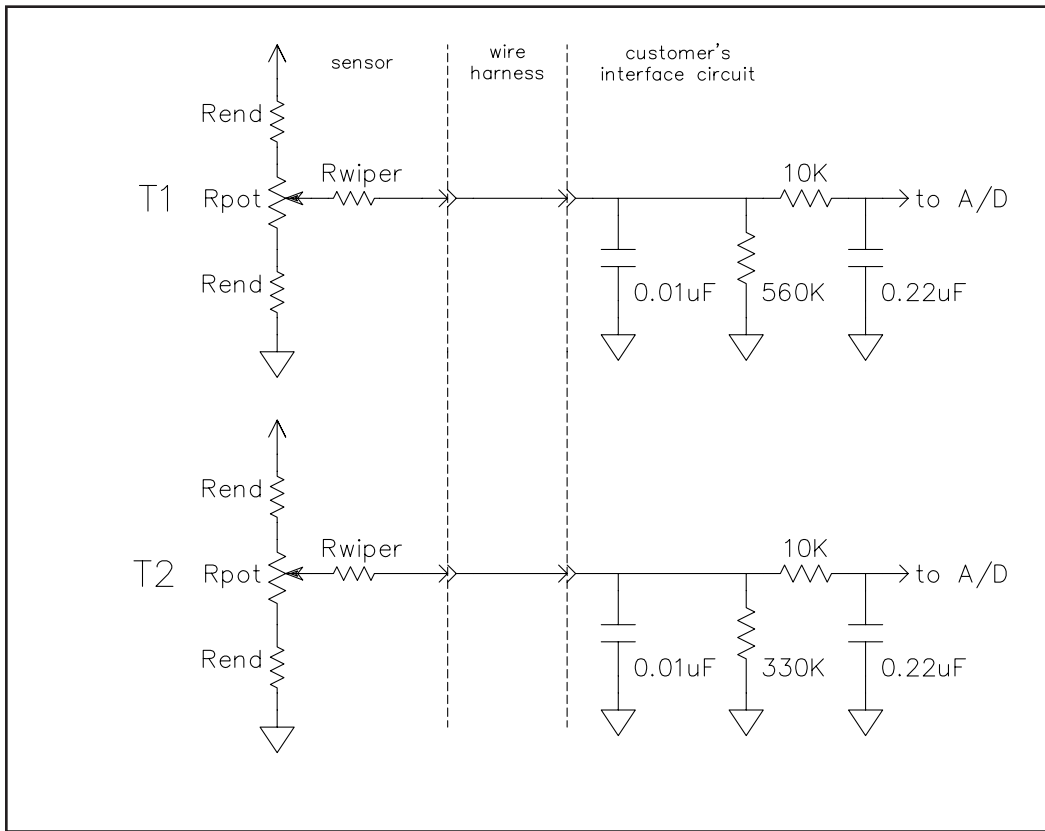 sensor
wire
harness
customer's
interface circuit
Rend
Rwiper
10K
T1
Rpot
to A/D
Rend
0.01uF
560K
0.22uF
Rend
Rwiper
10K
T2
Rpot
to A/D
Rend
0.01uF
330K
0.22uF